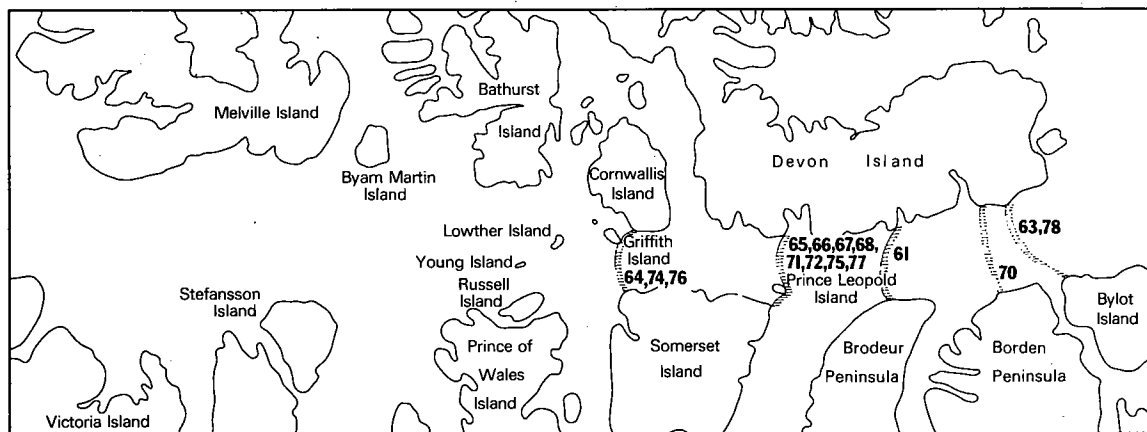 Melville Island
Bathurst
Island
Byam Martin
Island
Cornwallis
Island
Devon Island
Lowther Island
Young Island
Russell
Island
Griffith
Island
64,74,76
65,66,67,68,
71,72,75,77
Prince Leopold
Island
61
70
63,78
Bylot
Island
Stefansson
Island
Prince of
Wales
Island
Somerset
Island
Brodeur
Peninsula
Borden
Peninsula
Victoria Island